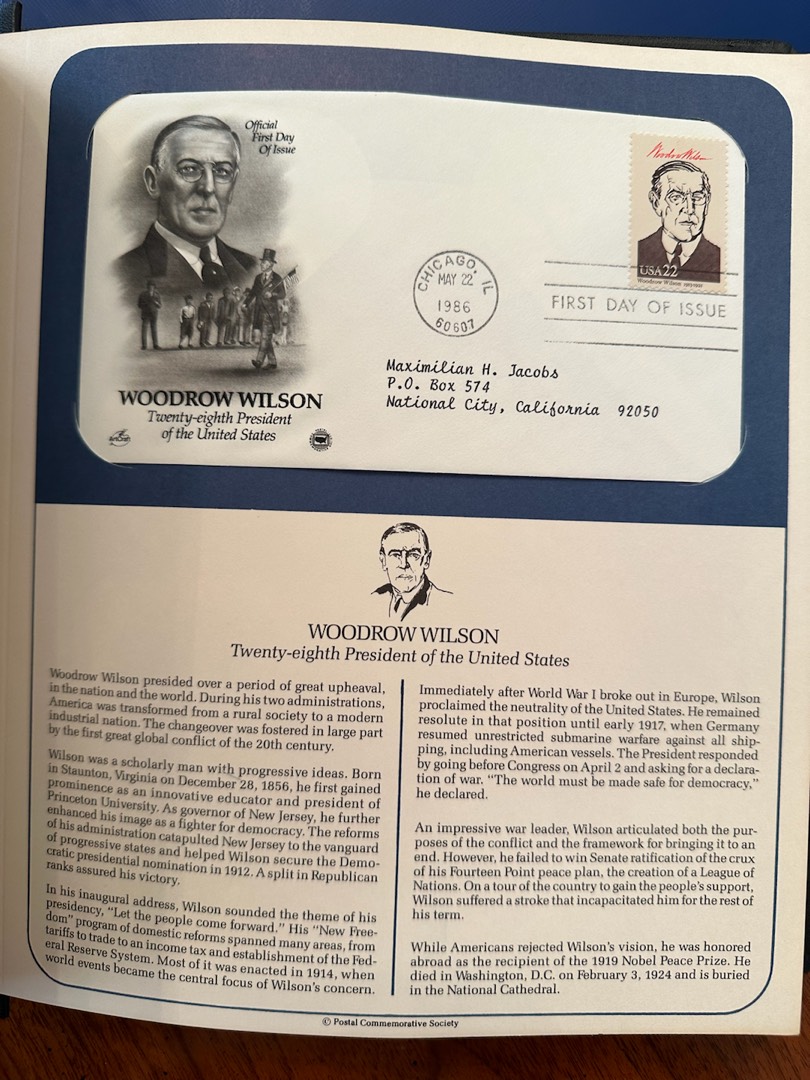 Official
First Day
Of Issue
Woodrow Wilson
USA22
Woodrow Wilson 1913-1921
CHICAGO, IL
MAY 22
1986
60607
FIRST DAY OF ISSUE
Maximilian H. Jacobs
P.O. Box 574
National City, California 92050
WOODROW WILSON
Twenty-eighth President
of the United States
WOODROW WILSON
Twenty-eighth President of the United States
Woodrow Wilson presided over a period of great upheaval,
in the nation and the world. During his two administrations,
America was transformed from a rural society to a modern
industrial nation. The changeover was fostered in large part
by the first great global conflict of the 20th century.
Wilson was a scholarly man with progressive ideas. Born
in Staunton, Virginia on December 28, 1856, he first gained
prominence as an innovative educator and president of
Princeton University. As governor of New Jersey, he further
enhanced his image as a fighter for democracy. The reforms
of his administration catapulted New Jersey to the vanguard
of progressive states and helped Wilson secure the Demo-
cratic presidential nomination in 1912. A split in Republican
ranks assured his victory.
In his inaugural address, Wilson sounded the theme of his
presidency, "Let the people come forward." His "New Free-
dom" program of domestic reforms spanned many areas, from
tariffs to trade to an income tax and establishment of the Fed-
eral Reserve System. Most of it was enacted in 1914, when
world events became the central focus of Wilson's concern.
Immediately after World War I broke out in Europe, Wilson
proclaimed the neutrality of the United States. He remained
resolute in that position until early 1917, when Germany
resumed unrestricted submarine warfare against all ship-
ping, including American vessels. The President responded
by going before Congress on April 2 and asking for a declara-
tion of war. "The world must be made safe for democracy,"
he declared.
An impressive war leader, Wilson articulated both the pur-
poses of the conflict and the framework for bringing it to an
end. However, he failed to win Senate ratification of the crux
of his Fourteen Point peace plan, the creation of a League of
Nations. On a tour of the country to gain the people's support,
Wilson suffered a stroke that incapacitated him for the rest of
his term.
While Americans rejected Wilson's vision, he was honored
abroad as the recipient of the 1919 Nobel Peace Prize. He
died in Washington, D.C. on February 3, 1924 and is buried
in the National Cathedral.
© Postal Commemorative Society